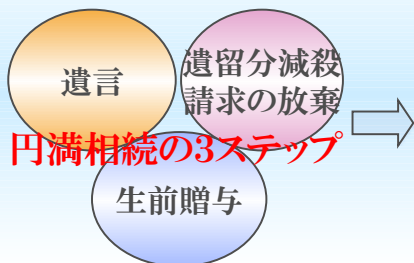 遺言
遺留分減殺
請求の放棄
円満相続の3ステップ
生前贈与